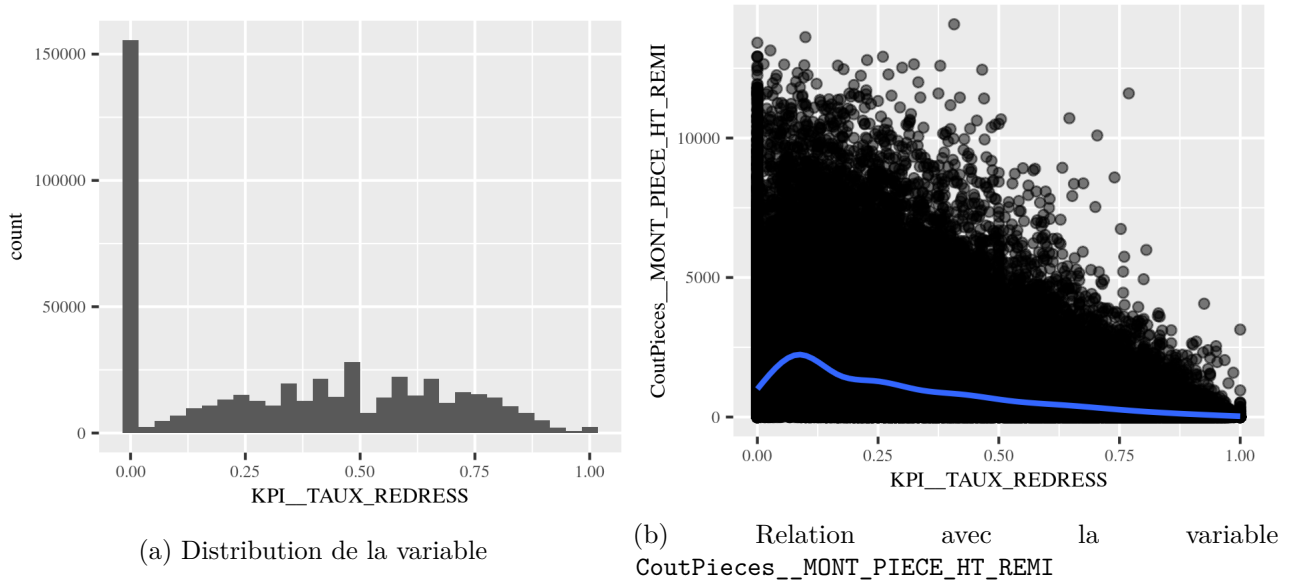 150000
100000
50000
0
count
0.00 0.25 0.50 0.75 1.00
KPI__TAUX_REDRESS
(a) Distribution de la variable
10000
5000
0
CoutPieces__MONT_PIECE_HT_REMI
0.00 0.25 0.50 0.75 1.00
KPI__TAUX_REDRESS
(b) Relation avec la variable
CoutPieces__MONT_PIECE_HT_REMI